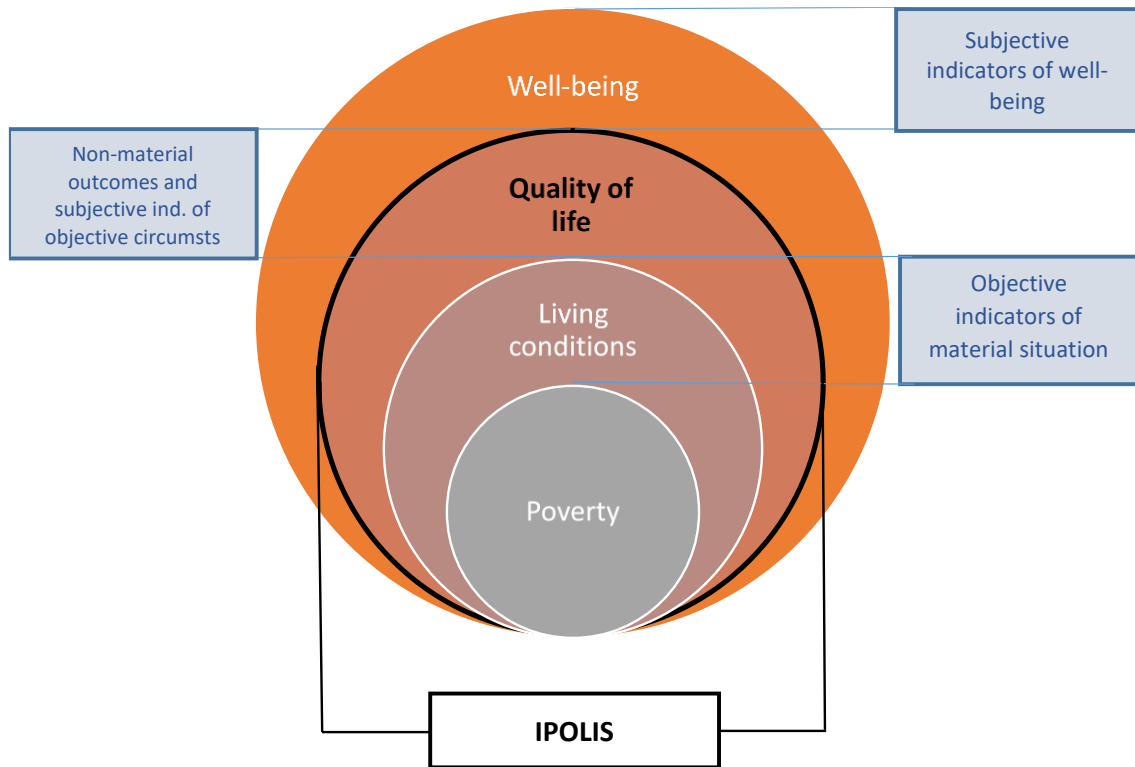 Well-being
Subjective
indicators of well-
being
Non-material
outcomes and
subjective ind. of
objective circumsts
Quality of
life
Living
conditions
Objective
indicators of
material situation
Poverty
IPOLIS